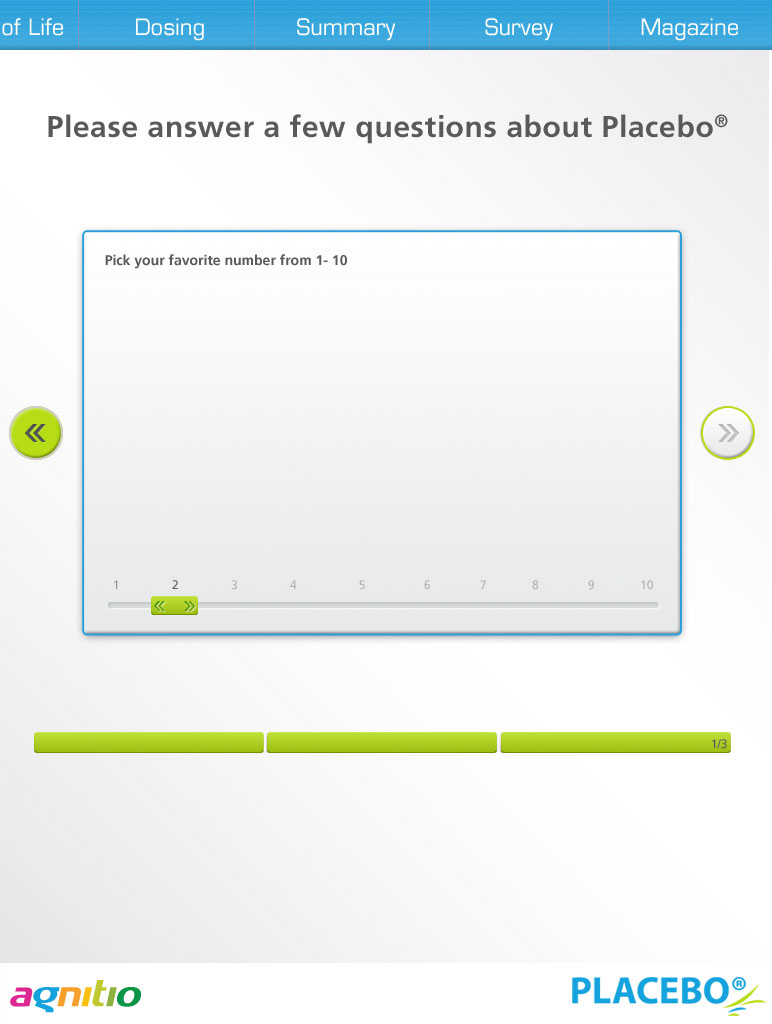 of Life Dosing Summary Survey Magazine
Please answer a few questions about Placebo®
Pick your favorite number from 1- 10
1 2 3 4 5 6 7 8 9 10
1/3
agnitio PLACEBO®